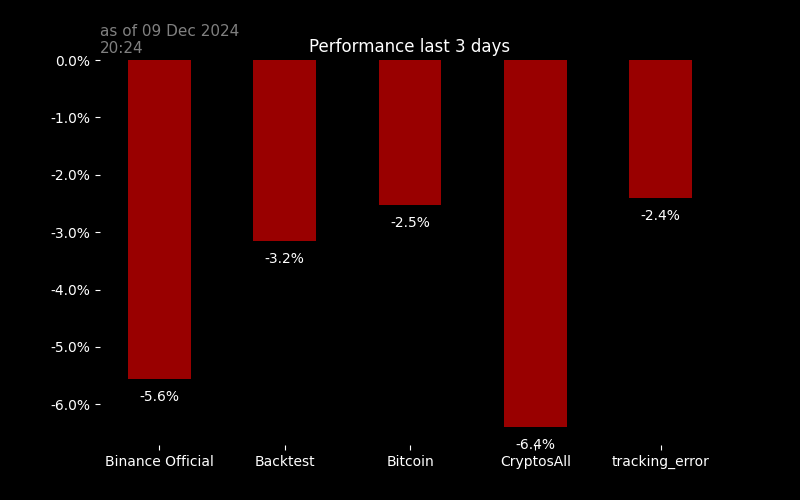 as of 09 Dec 2024
20:24
Performance last 3 days
0.0%
-1.0%
-2.0%
-3.0%
-4.0%
-5.0%
-6.0%
-5.6%
-3.2%
-2.5%
-6.4%
-2.4%
Binance Official
Backtest
Bitcoin
CryptosAll
tracking_error